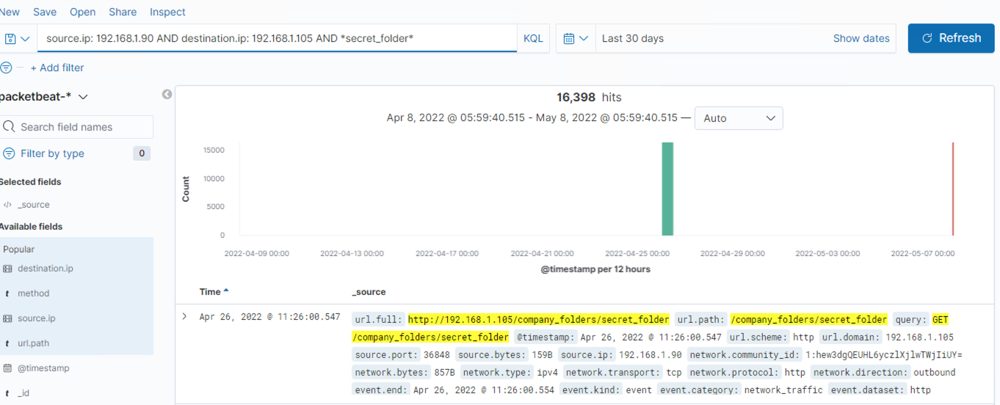 New Save Open Share Inspect
source.ip: 192.168.1.90 AND destination.ip: 192.168.1.105 AND *secret_folder* KQL Last 30 days Show dates Refresh
+ Add filter
packetbeat-*
Search field names
Filter by type 0
Selected fields
</> _source
Available fields
Popular
destination.ip
t method
source.ip
t url.path
@timestamp
t _id
16,398 hits
Apr 8, 2022 @ 05:59:40.515 - May 8, 2022 @ 05:59:40.515 — Auto
Count
15000
10000
5000
0
2022-04-09 00:00 2022-04-13 00:00 2022-04-17 00:00 2022-04-21 00:00 2022-04-25 00:00 2022-04-29 00:00 2022-05-03 00:00 2022-05-07 00:00
@timestamp per 12 hours
Time _source
Apr 26, 2022 @ 11:26:00.547 url.full: http://192.168.1.105/company_folders/secret_folder url.path: /company_folders/secret_folder query: GET
/company_folders/secret_folder @timestamp: Apr 26, 2022 @ 11:26:00.547 url.scheme: http url.domain: 192.168.1.105
source.port: 36848 source.bytes: 159B source.ip: 192.168.1.90 network.community_id: 1:hew3dgQEUHL6yczlXjlwTWjIiUY=
network.bytes: 857B network.type: ipv4 network.transport: tcp network.protocol: http network.direction: outbound
event.end: Apr 26, 2022 @ 11:26:00.554 event.kind: event event.category: network_traffic event.dataset: http